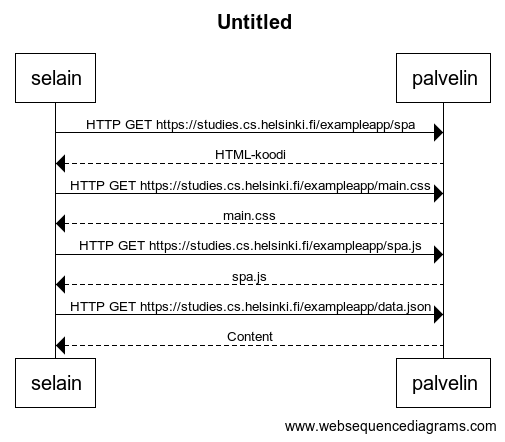 Untitled
selain
palvelin
HTTP GET https://studies.cs.helsinki.fi/exampleapp/spa
HTML-koodi
HTTP GET https://studies.cs.helsinki.fi/exampleapp/main.css
main.css
HTTP GET https://studies.cs.helsinki.fi/exampleapp/spa.js
spa.js
HTTP GET https://studies.cs.helsinki.fi/exampleapp/data.json
Content
selain
palvelin
www.websequencediagrams.com